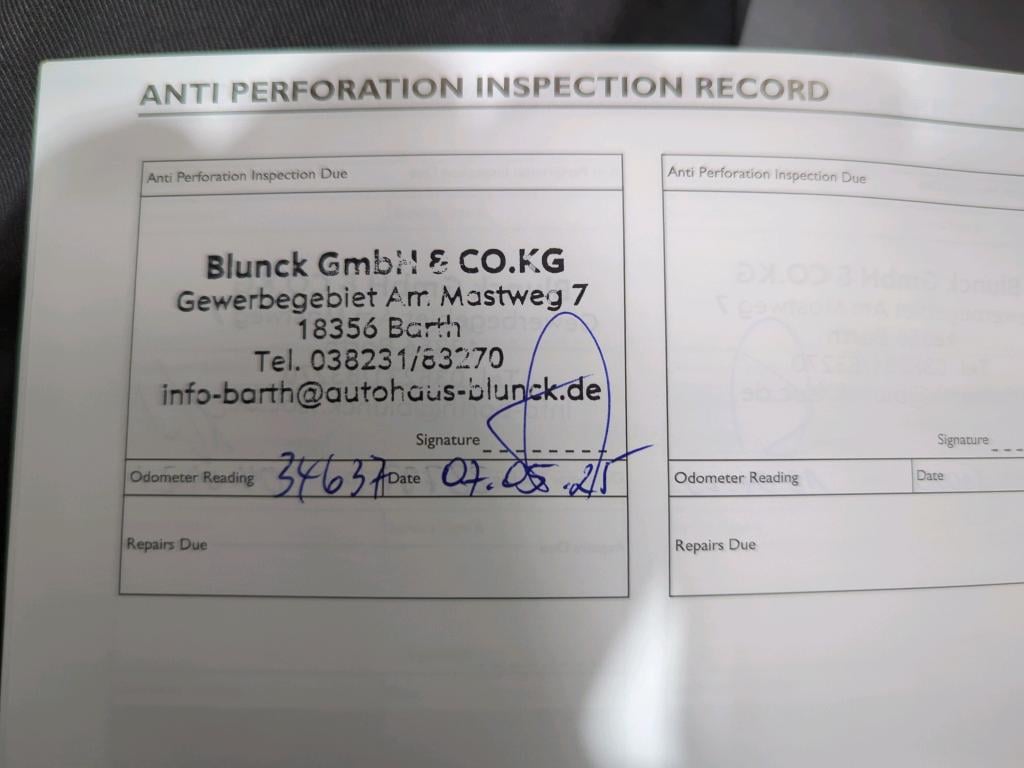 ANTI PERFORATION INSPECTION RECORD
Anti Perforation Inspection Due
Blunck GmbH & CO.KG
Gewerbegebiet Am Mastweg 7
18356 Barth
Tel. 038231/83270
info-barth@autohaus-blunck.de
Signature
Odometer Reading 34637 Date 07.05.25
Repairs Due
Anti Perforation Inspection Due
Signature
Odometer Reading Date
Repairs Due